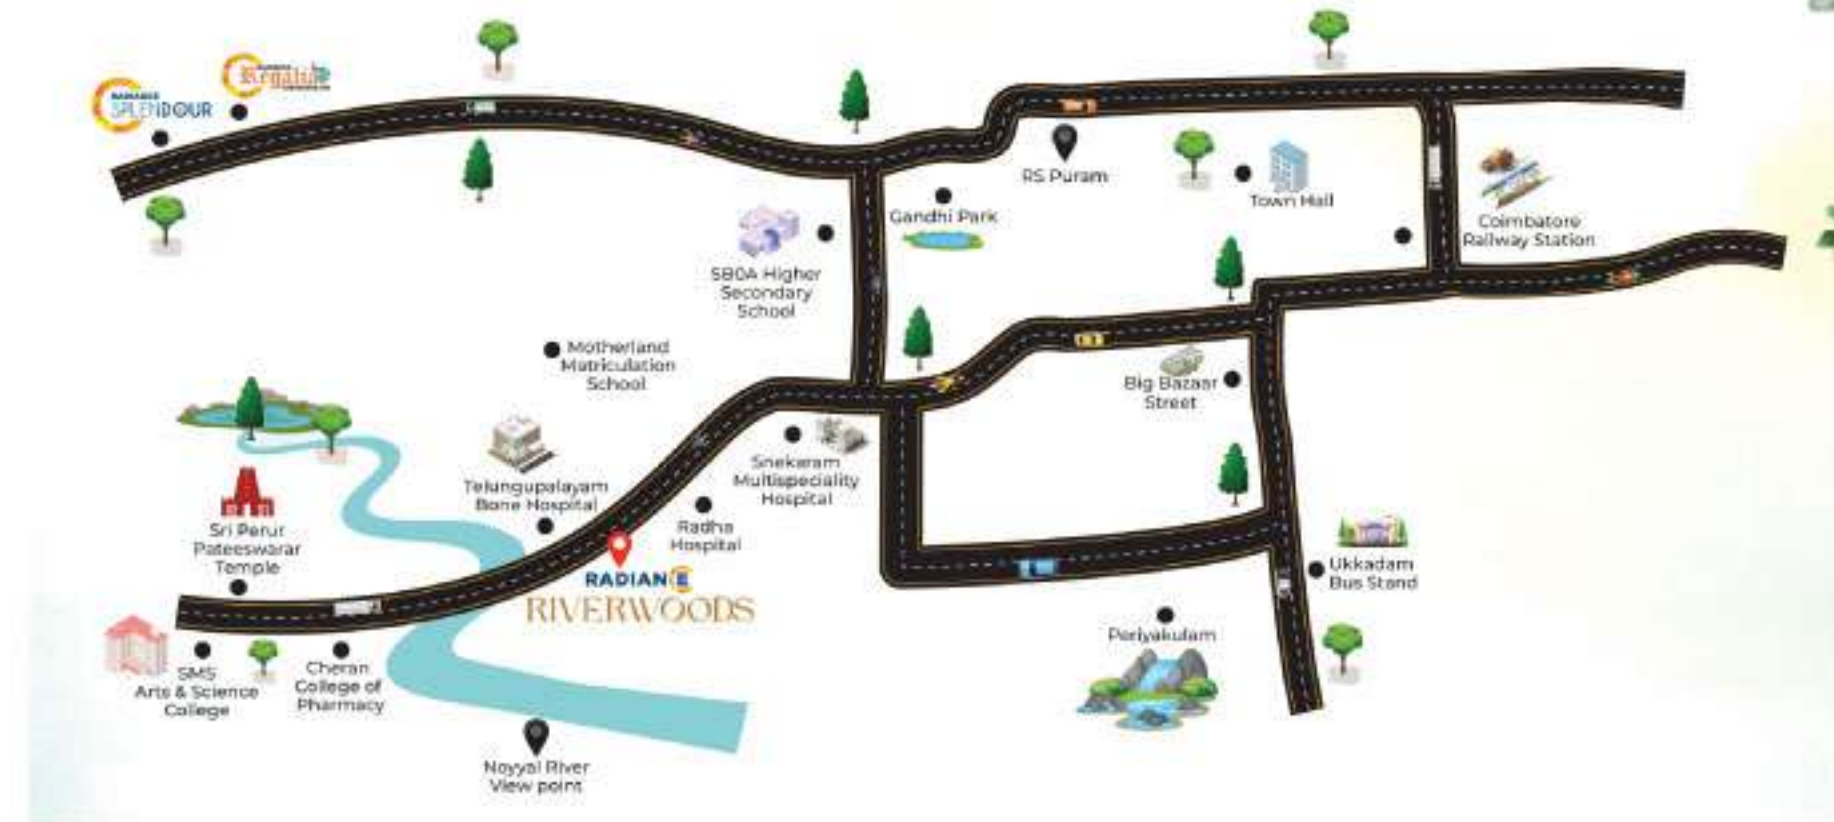 RADIANCE
SPLENDOUR
Regalia
RS Puram
Town Hall
Coimbatore
Railway Station
Gandhi Park
SBOA Higher
Secondary
School
Motherland
Matriculation
School
Big Bazaar
Street
Telungupalayam
Bone Hospital
Snekaram
Multispeciality
Hospital
Radha
Hospital
Sri Perur
Pateeswarar
Temple
RADIANCE
RIVERWOODS
Ukkadam
Bus Stand
Periyakulam
SMS
Arts & Science
College
Cheran
College of
Pharmacy
Noyyal River
View point